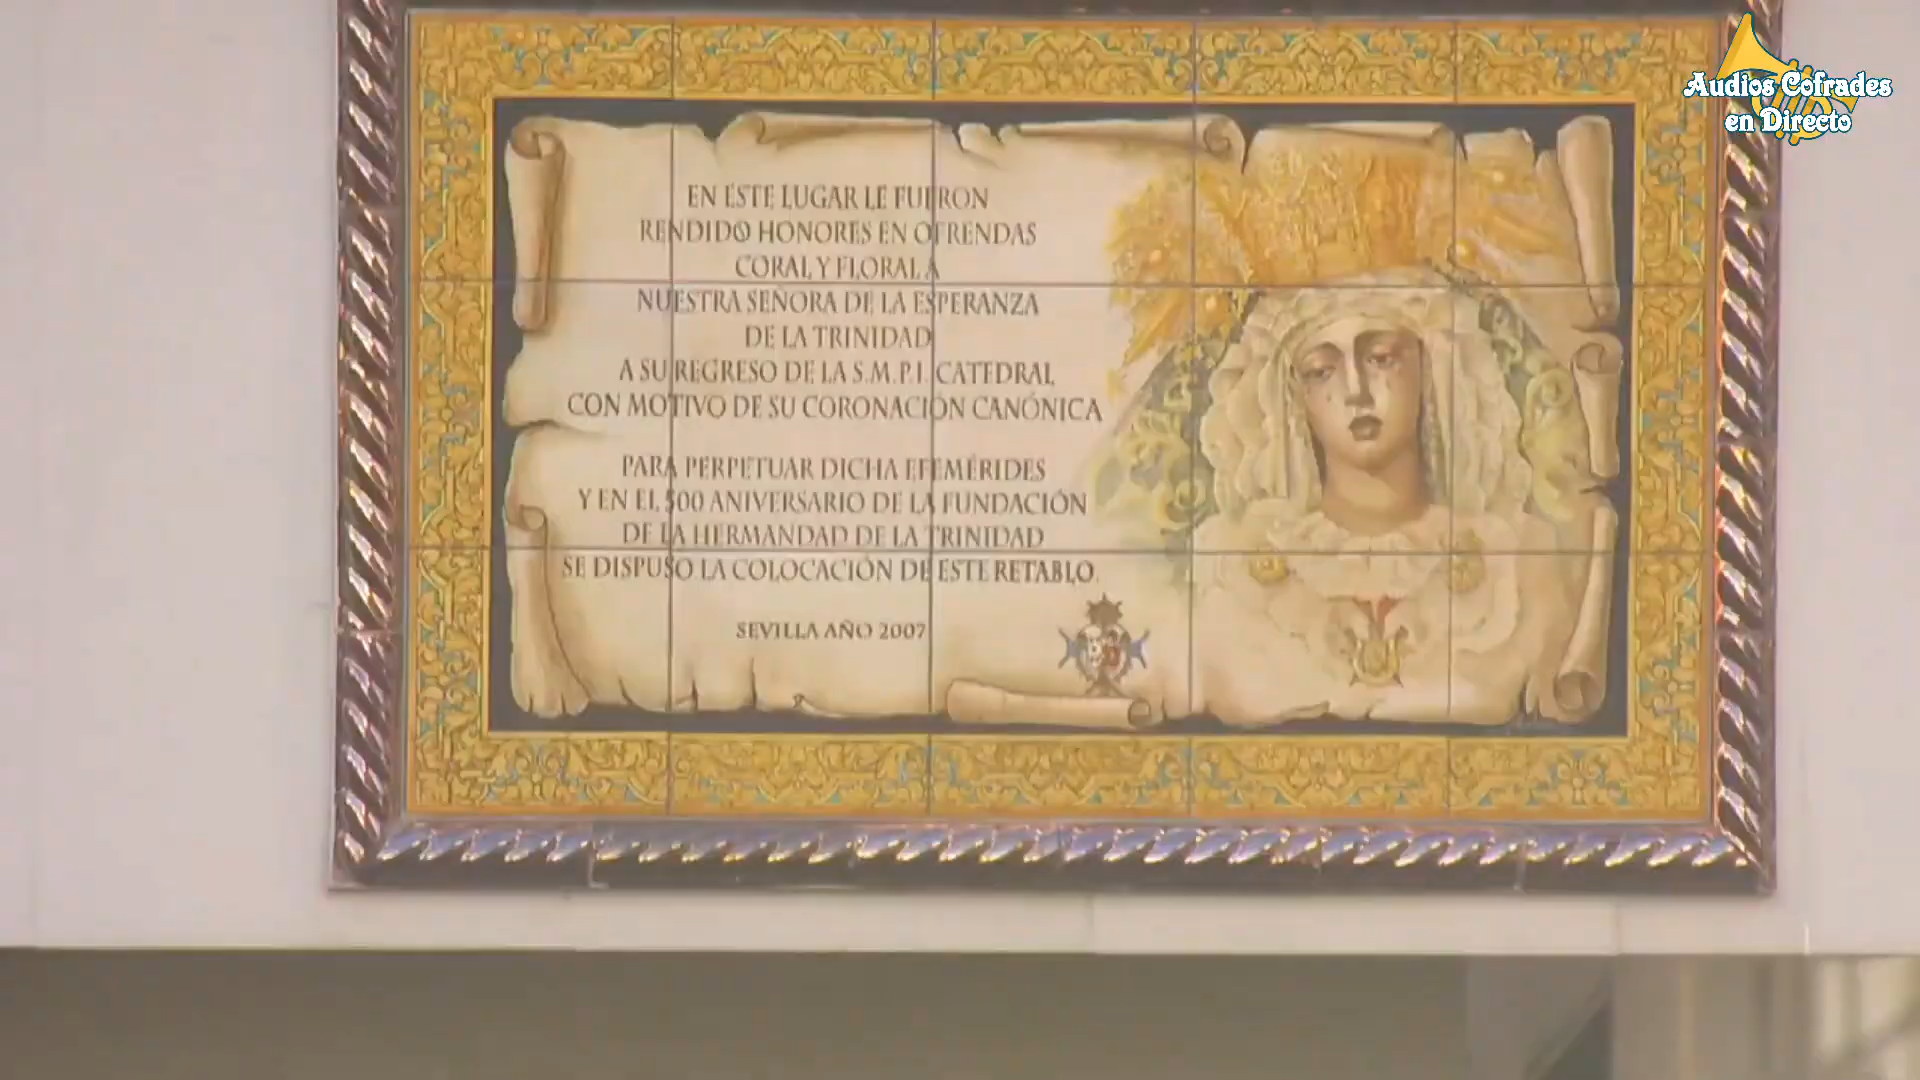 EN ESTE LUGAR LE FUERON
RENDIDO HONORES EN OFRENDAS
CORAL Y FLORAL A
NUESTRA SEÑORA DE LA ESPERANZA
DE LA TRINIDAD
A SU REGRESO DE LA S.M.P.I. CATEDRAL
CON MOTIVO DE SU CORONACIÓN CANÓNICA
PARA PERPETUAR DICHA EFEMÉRIDES
Y EN EL 500 ANIVERSARIO DE LA FUNDACIÓN
DE LA HERMANDAD DE LA TRINIDAD
SE DISPUSO LA COLOCACIÓN DE ESTE RETABLO.
SEVILLA AÑO 2007
Audios Cofrades
en Directo